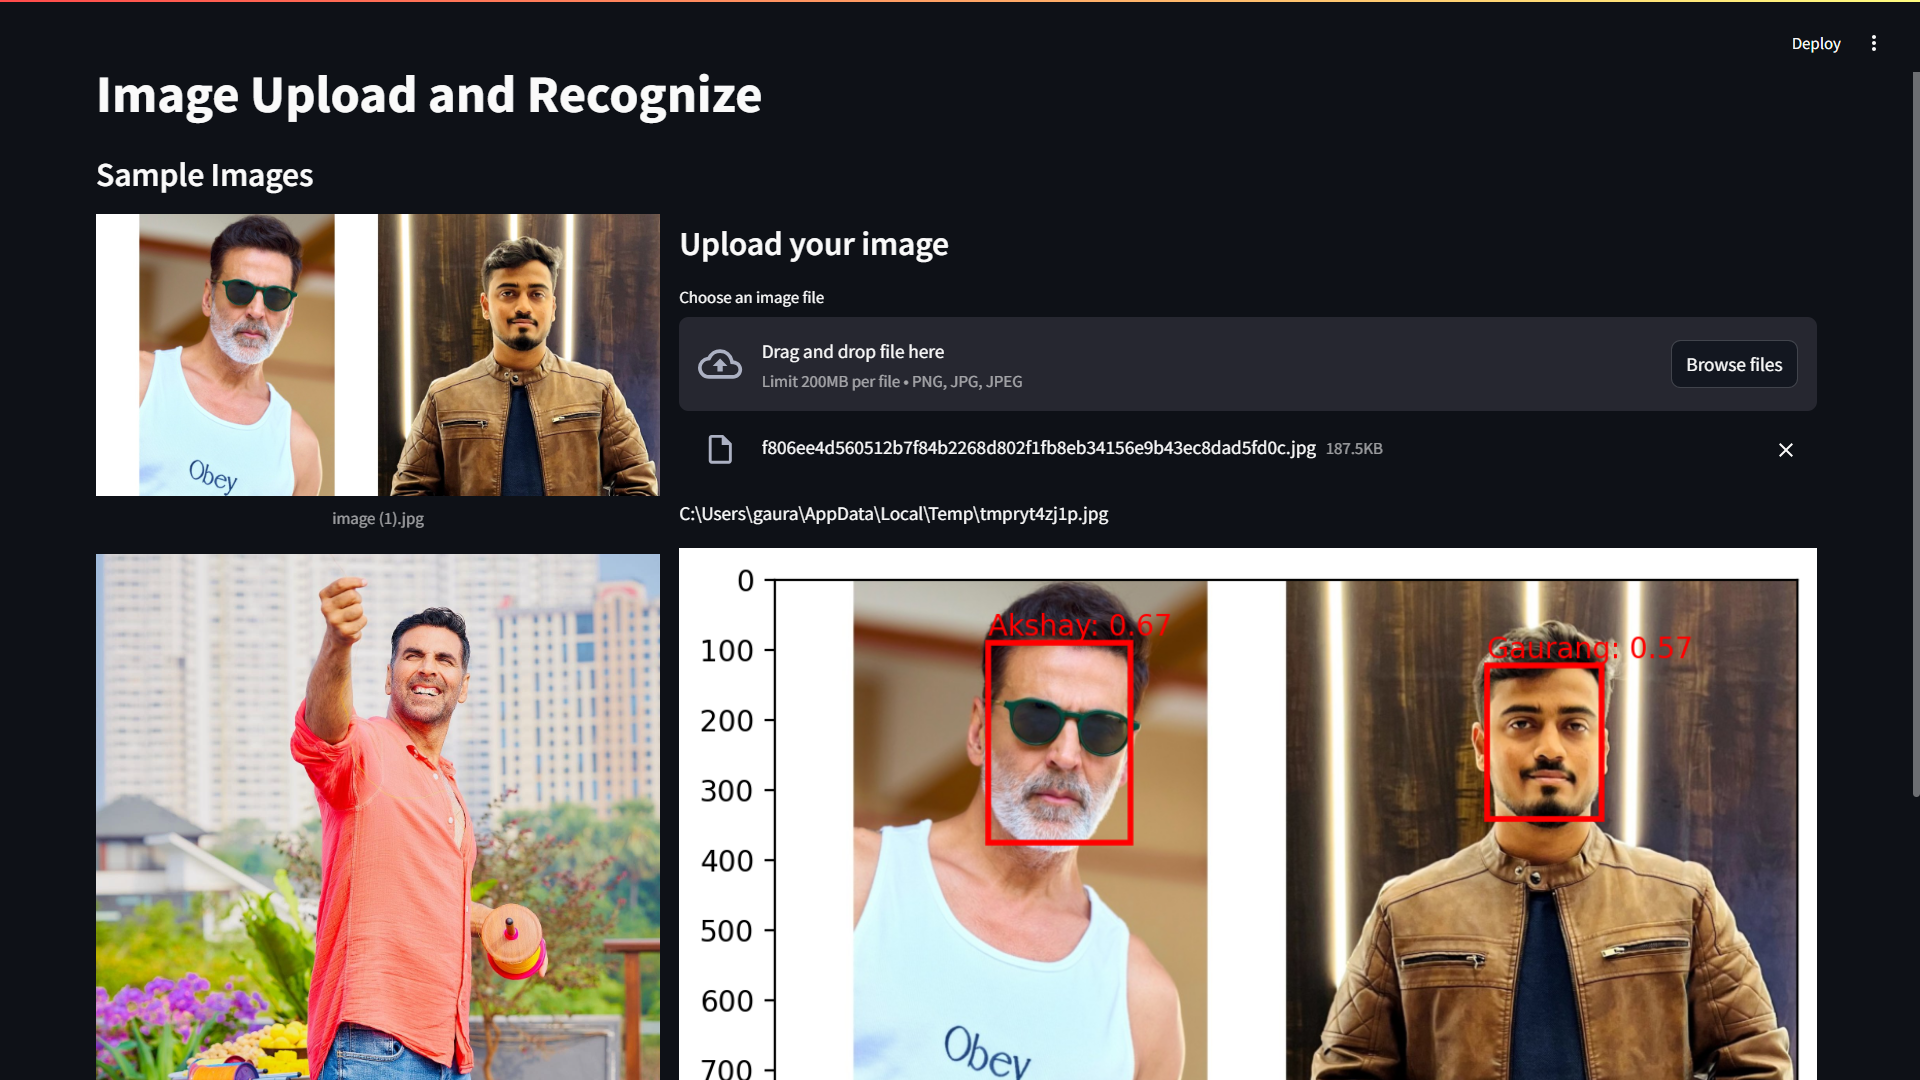 Deploy
Image Upload and Recognize
Sample Images
Obey
image (1).jpg
Upload your image
Choose an image file
Drag and drop file here
Limit 200MB per file • PNG, JPG, JPEG
Browse files
f806ee4d560512b7f84b2268d802f1fb8eb34156e9b43ec8dad5fd0c.jpg 187.5KB
C:\Users\gaura\AppData\Local\Temp\tmpryt4zj1p.jpg
0
100
200
300
400
500
600
700
Akshay: 0.67
Gaurang: 0.57
Obey